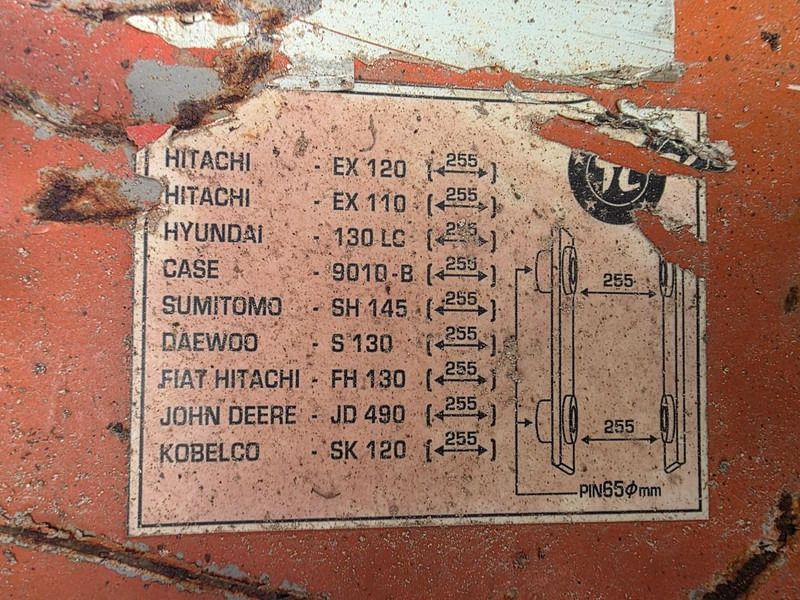 HITACHI - EX 120 [255]
HITACHI - EX 110 [255]
HYUNDAI - 130 LC [255]
CASE - 9010-B [255]
SUMITOMO - SH 145 [255]
DAEWOO - S 130 [255]
FIAT HITACHI - FH 130 [255]
JOHN DEERE - JD 490 [255]
KOBELCO - SK 120 [255]
255
255
PIN65ϕmm